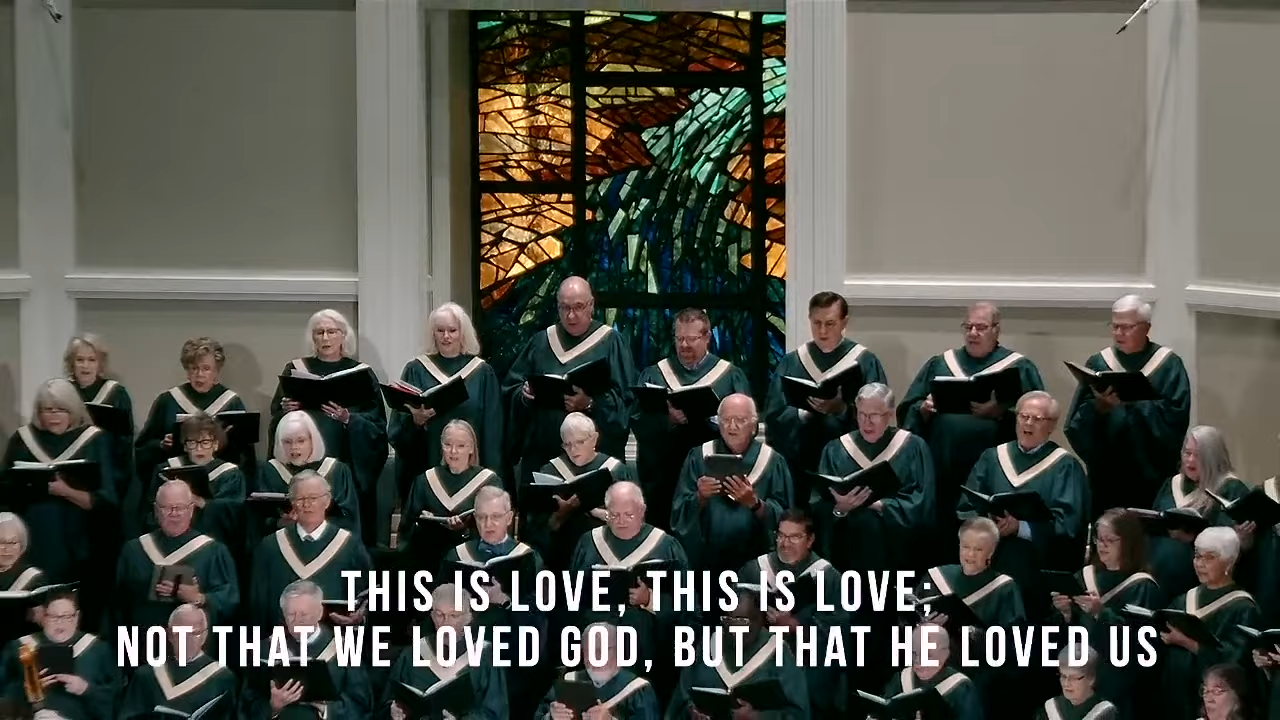 THIS IS LOVE, THIS IS LOVE;
NOT THAT WE LOVED GOD, BUT THAT HE LOVED US